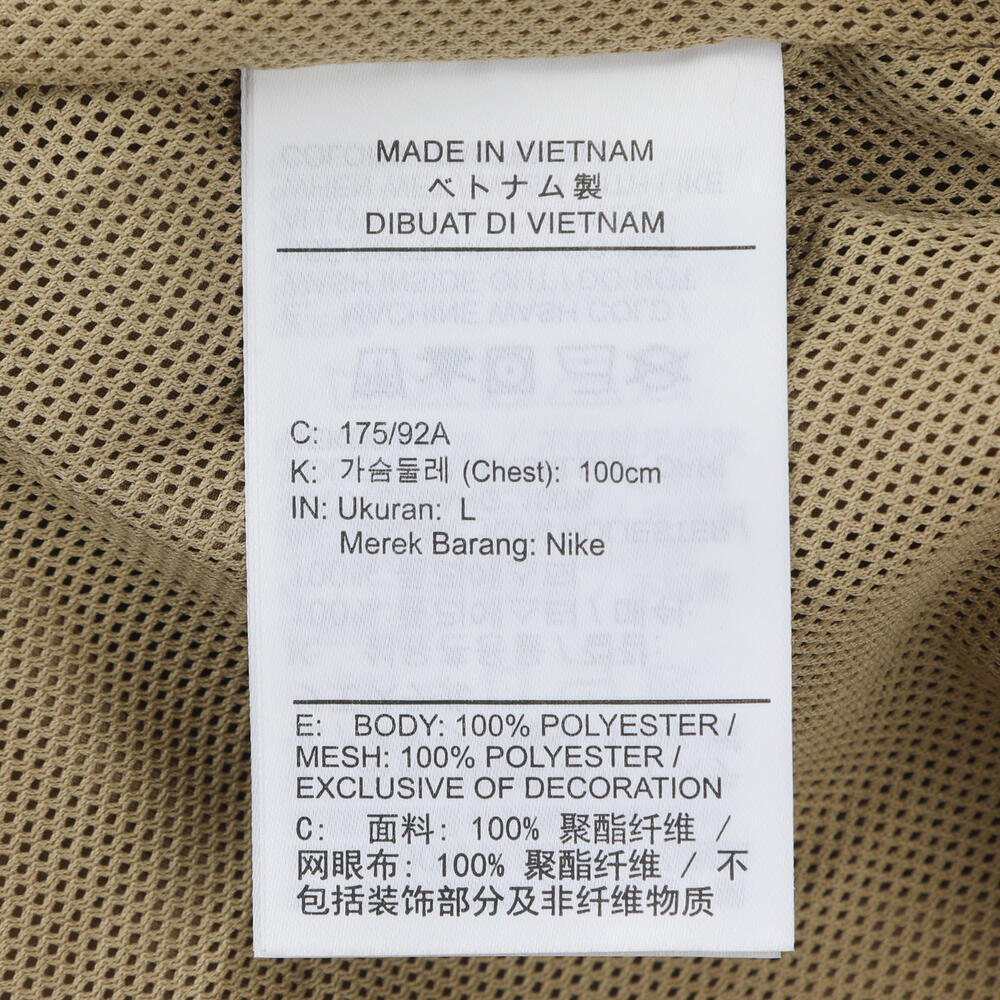 MADE IN VIETNAM
ベトナム製
DIBUAT DI VIETNAM
C: 175/92A
K: 가슴둘레 (Chest): 100cm
IN: Ukuran: L
Merek Barang: Nike
E: BODY: 100% POLYESTER /
MESH: 100% POLYESTER /
EXCLUSIVE OF DECORATION
C: 面料: 100% 聚酯纤维 /
网眼布: 100% 聚酯纤维 / 不
包括装饰部分及非纤维物质